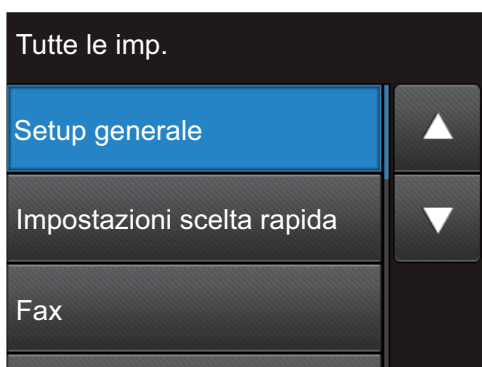 Tutte le imp.
Setup generale
Impostazioni scelta rapida
Fax